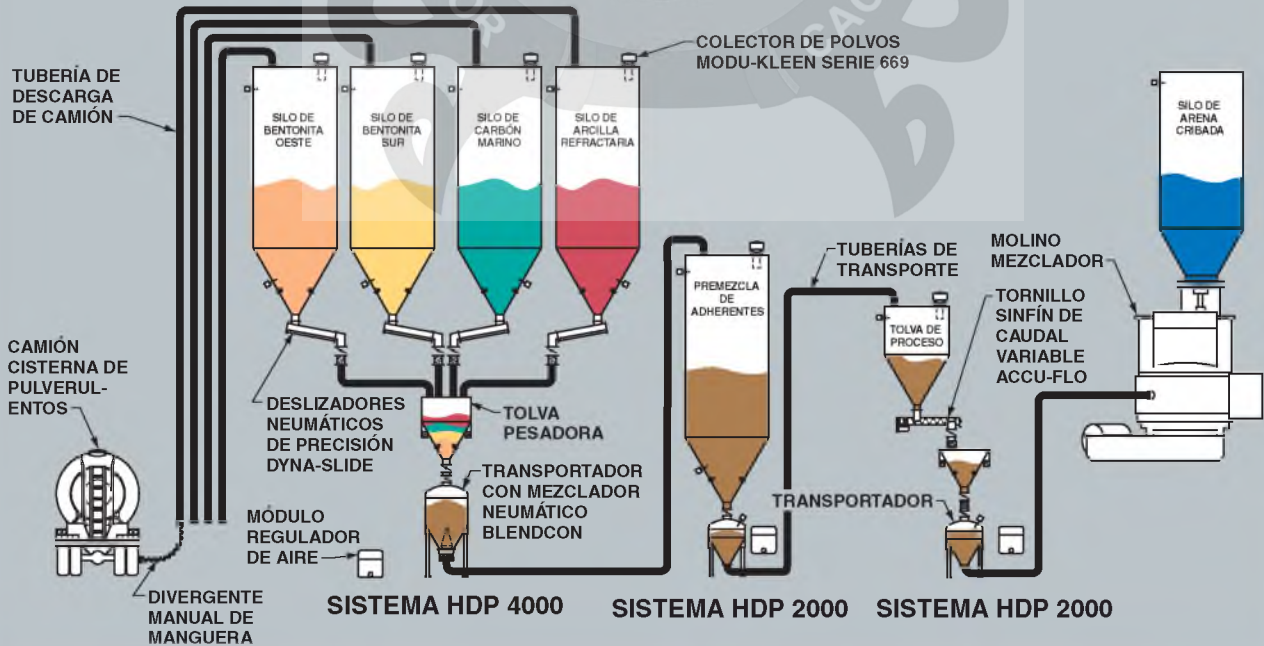 TUBERÍA DE
DESCARGA
DE CAMIÓN
SILO DE
BENTONITA
OESTE
SILO DE
BENTONITA
SUR
SILO DE
CARBÓN
MARINO
SILO DE
ARCILLA
REFRACTARIA
COLECTOR DE POLVOS
MODU-KLEEN SERIE 669
SILO DE
ARENA
CRIBADA
CAMIÓN
CISTERNA DE
PULVERUL-
ENTOS
DESLIZADORES
NEUMÁTICOS
DE PRECISIÓN
DYNA-SLIDE
TOLVA
PESADORA
TRANSPORTADOR
CON MEZCLADOR
NEUMÁTICO
BLENDCON
MÓDULO
REGULADOR
DE AIRE
DIVERGENTE
MANUAL DE
MANGUERA
PREMEZCLA
DE
ADHERENTES
TUBERÍAS DE
TRANSPORTE
TOLVA DE
PROCESO
MOLINO
MEZCLADOR
TORNILLO
SINFÍN DE
CAUDAL
VARIABLE
ACCU-FLO
TRANSPORTADOR
SISTEMA HDP 4000
SISTEMA HDP 2000
SISTEMA HDP 2000